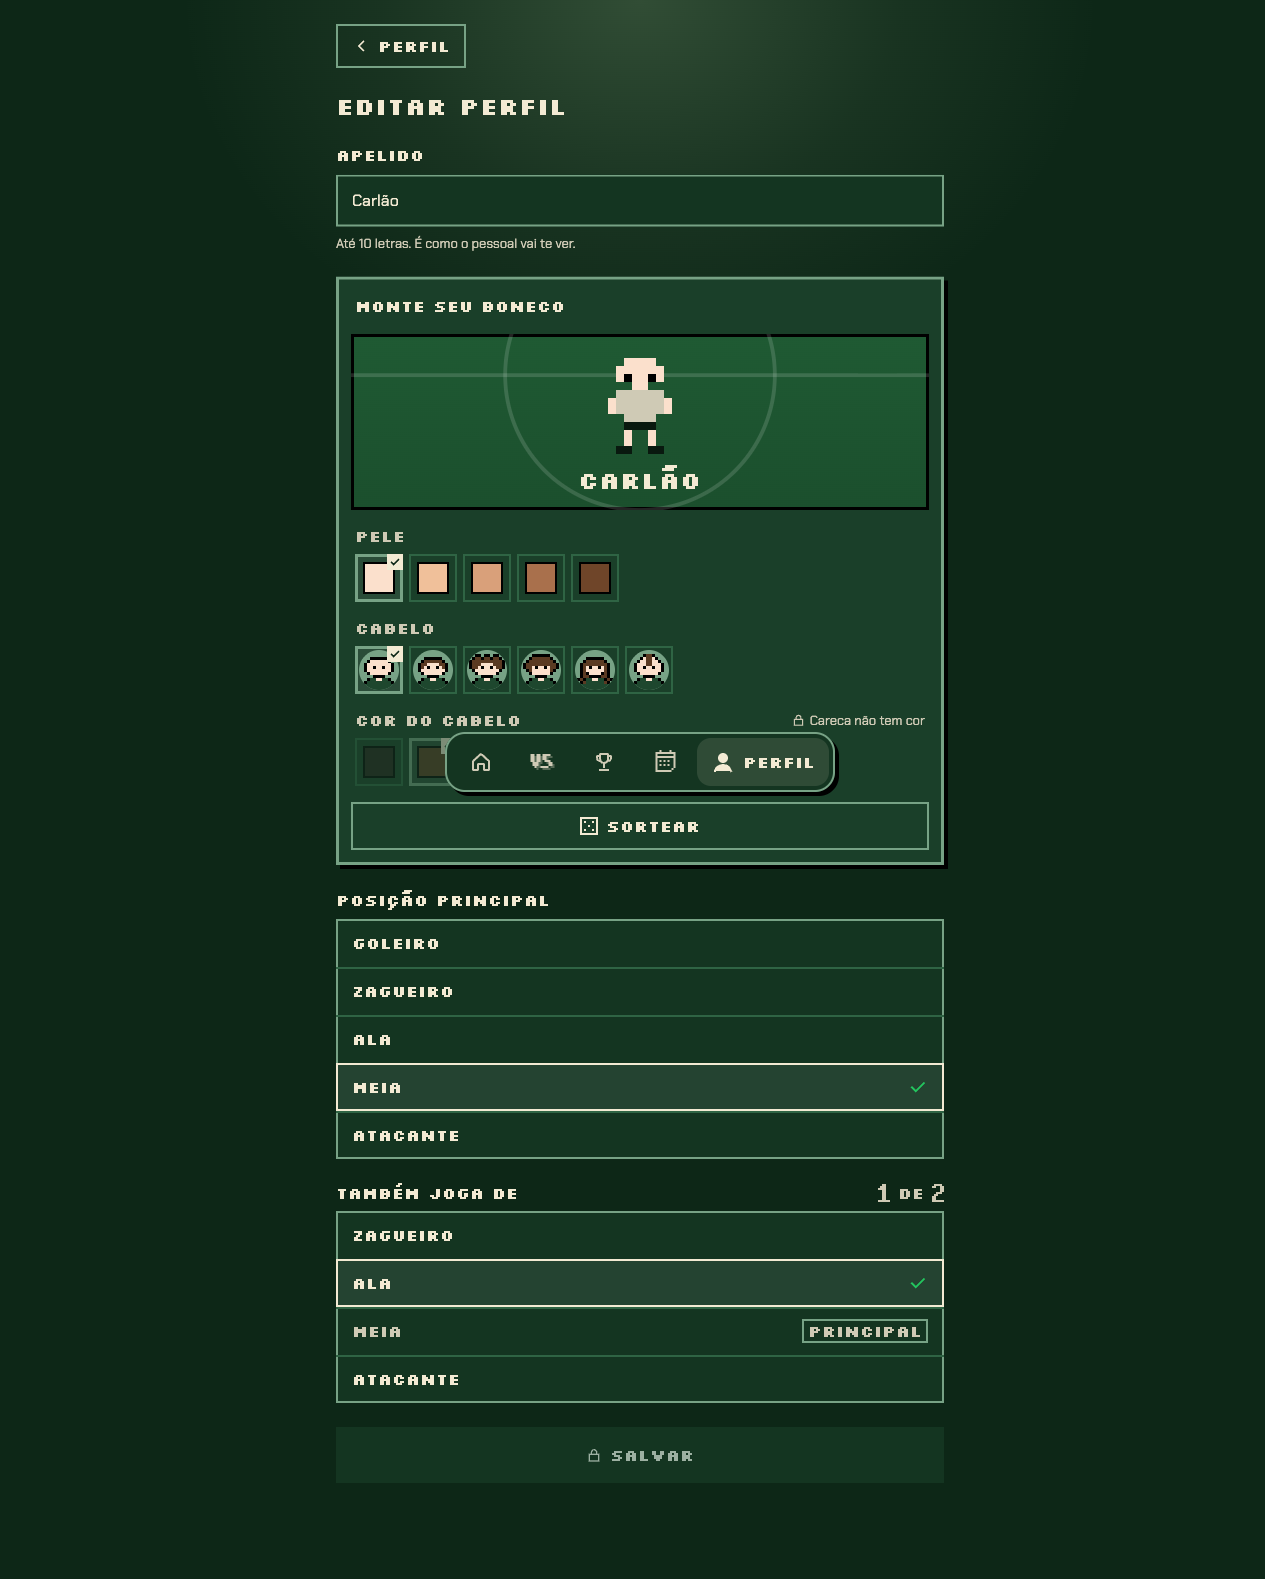 PERFIL
EDITAR PERFIL
APELIDO
Carlão
Até 10 letras. É como o pessoal vai te ver.
MONTE SEU BONECO
CARLÃO
PELE
CABELO
COR DO CABELO
Careca não tem cor
VS
PERFIL
SORTEAR
POSIÇÃO PRINCIPAL
GOLEIRO
ZAGUEIRO
ALA
MEIA
ATACANTE
TAMBÉM JOGA DE
1 DE 2
ZAGUEIRO
ALA
MEIA
PRINCIPAL
ATACANTE
SALVAR